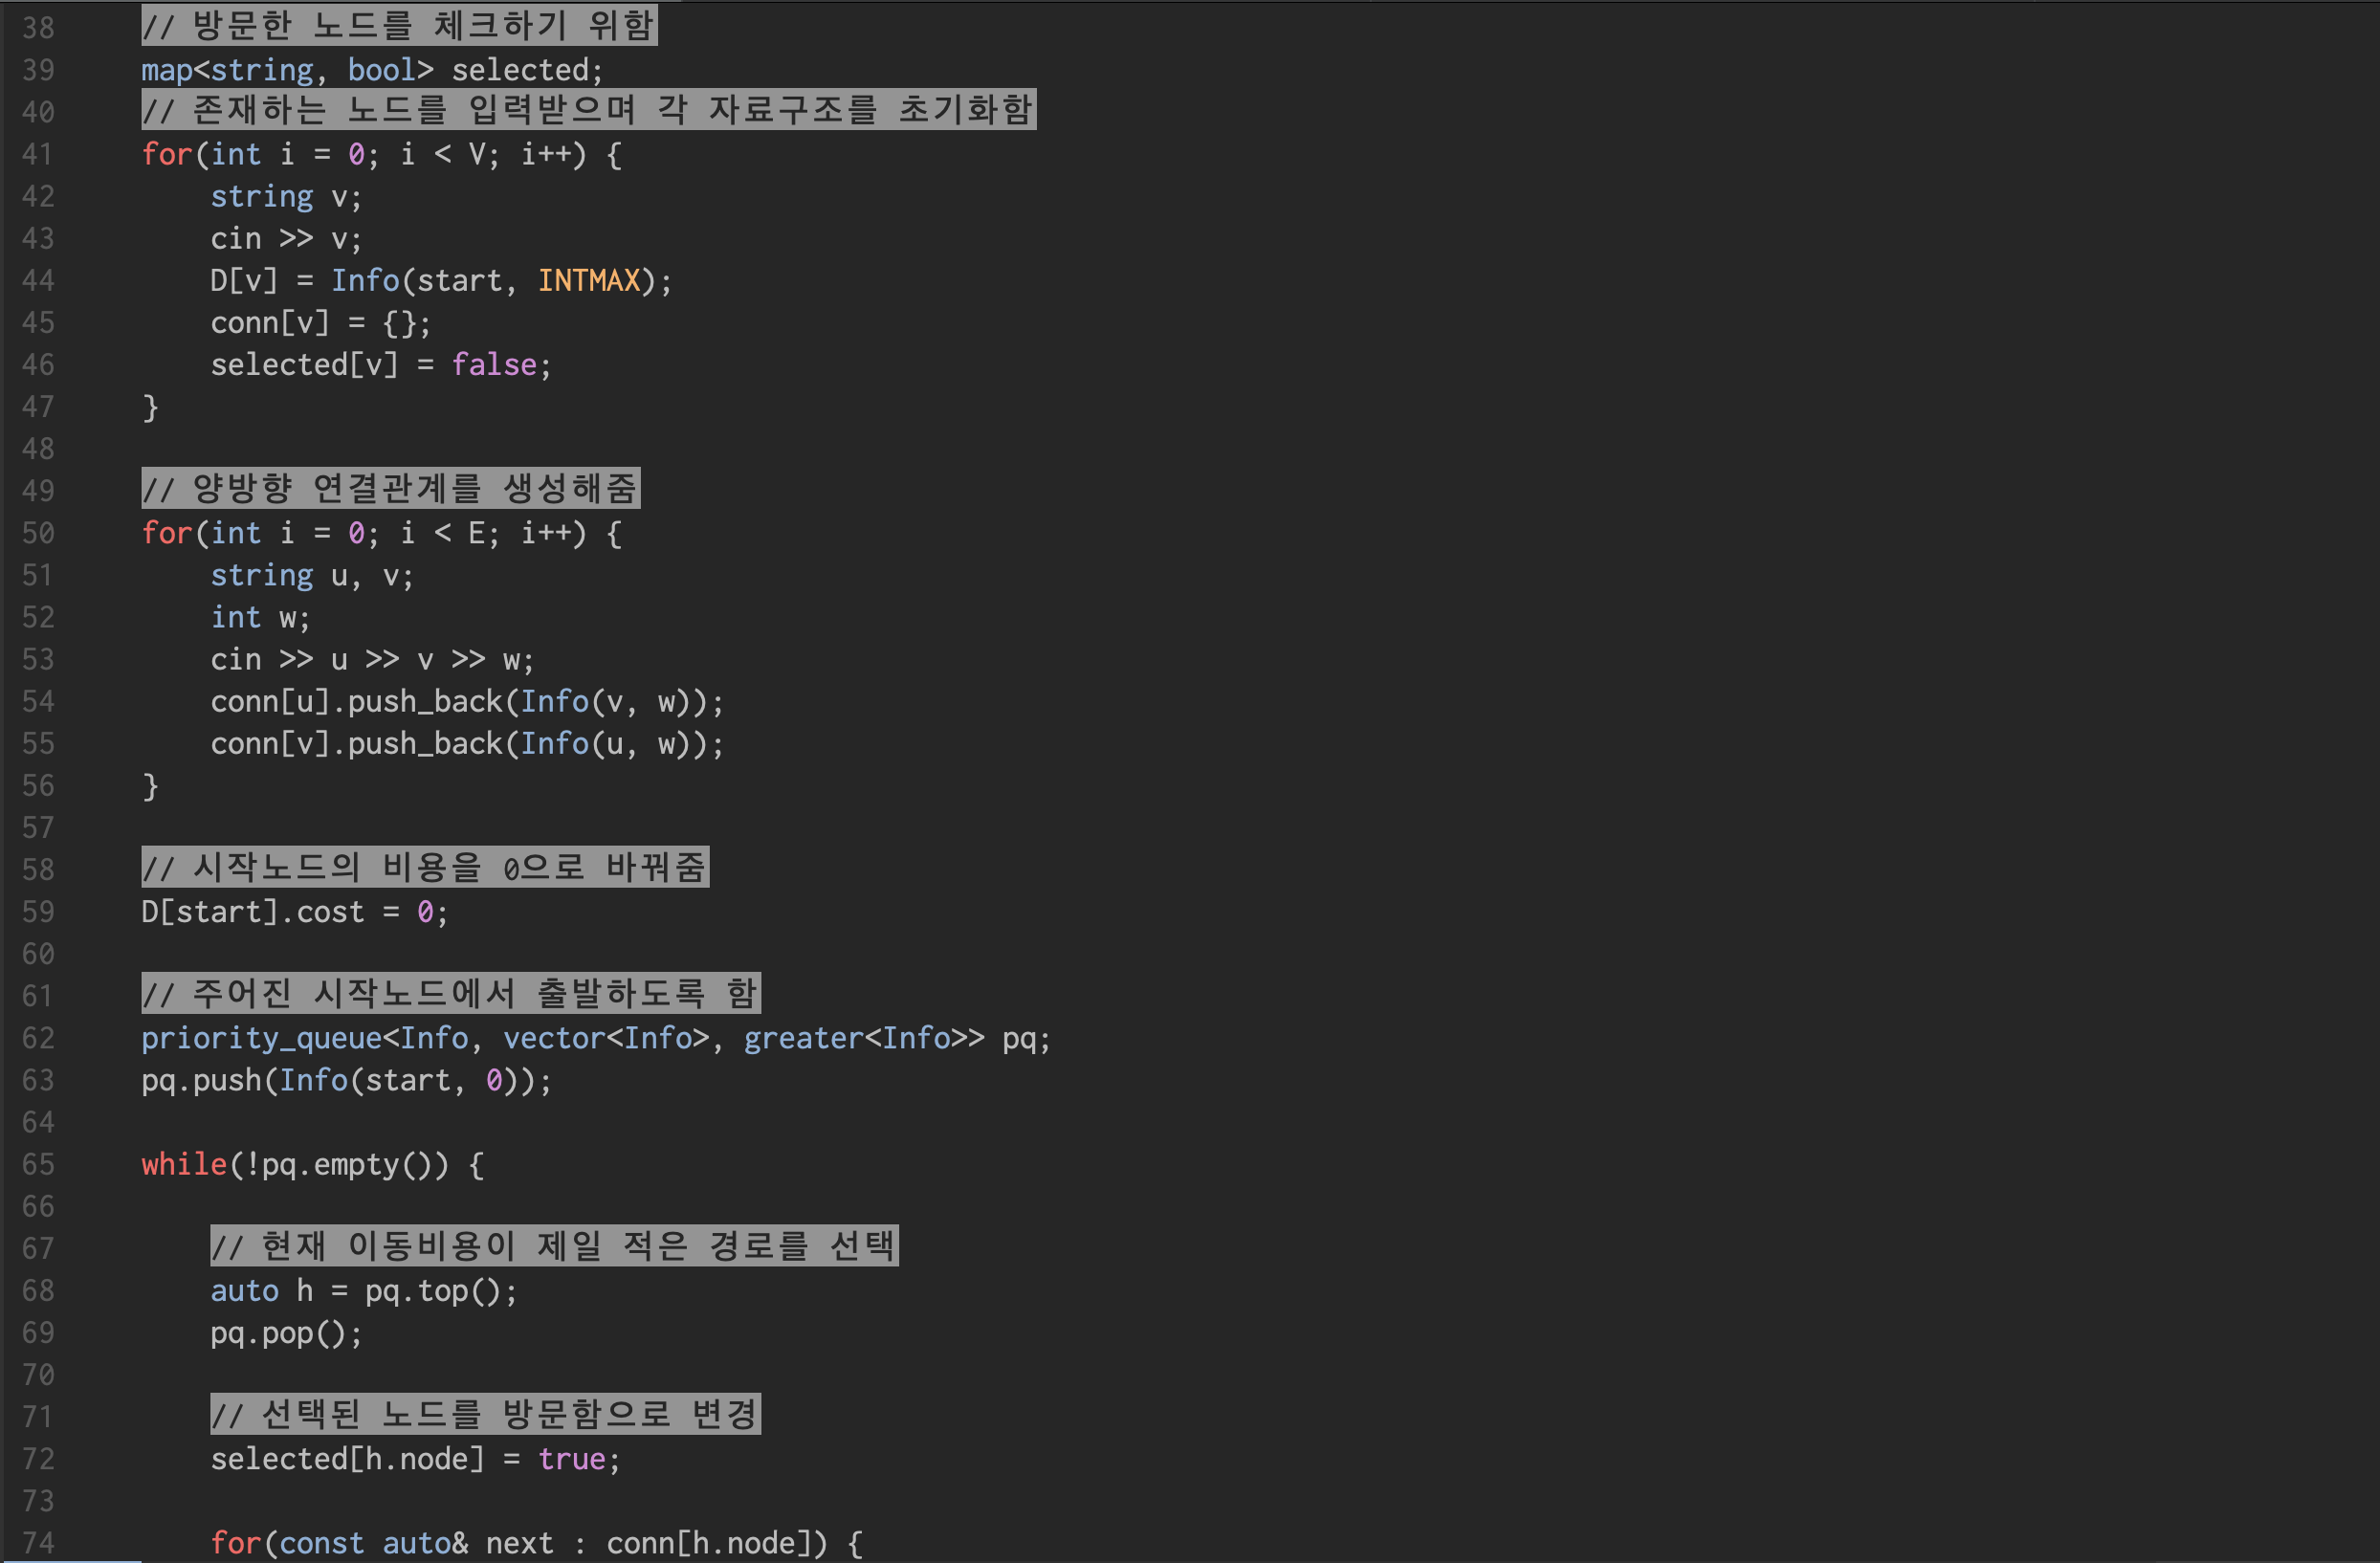 38 // 방문한 노드를 체크하기 위함
39 map<string, bool> selected;
40 // 존재하는 노드를 입력받으며 각 자료구조를 초기화함
41 for(int i = 0; i < V; i++) {
42 string v;
43 cin >> v;
44 D[v] = Info(start, INTMAX);
45 conn[v] = {};
46 selected[v] = false;
47 }
48
49 // 양방향 연결관계를 생성해줌
50 for(int i = 0; i < E; i++) {
51 string u, v;
52 int w;
53 cin >> u >> v >> w;
54 conn[u].push_back(Info(v, w));
55 conn[v].push_back(Info(u, w));
56 }
57
58 // 시작노드의 비용을 0으로 바꿔줌
59 D[start].cost = 0;
60
61 // 주어진 시작노드에서 출발하도록 함
62 priority_queue<Info, vector<Info>, greater<Info>> pq;
63 pq.push(Info(start, 0));
64
65 while(!pq.empty()) {
66
67 // 현재 이동비용이 제일 적은 경로를 선택
68 auto h = pq.top();
69 pq.pop();
70
71 // 선택된 노드를 방문함으로 변경
72 selected[h.node] = true;
73
74 for(const auto& next : conn[h.node]) {